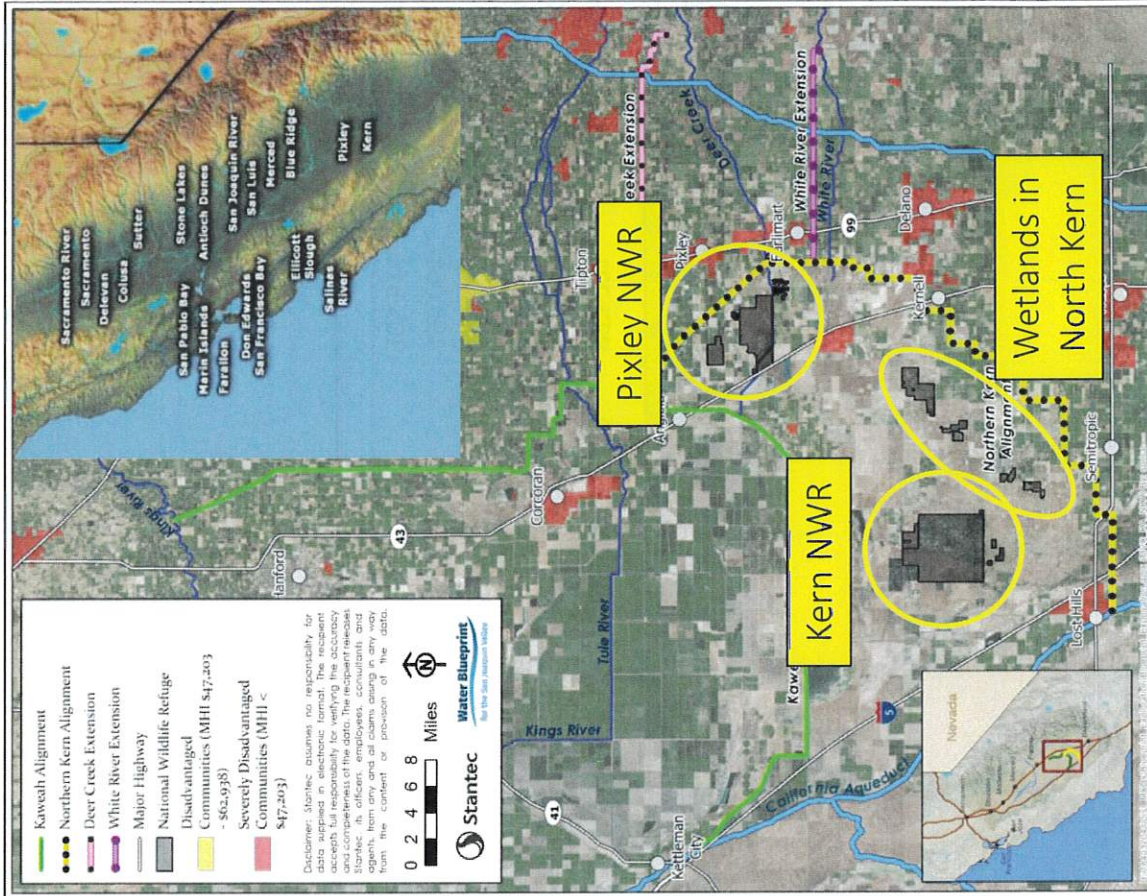 Kaweah Alignment
Northern Kern Alignment
Deer Creek Extension
White River Extension
Major Highway
National Wildlife Refuge
Disadvantaged
Communities (MHI $47,203
- $62,938)
Severely Disadvantaged
Communities (MHI <
$47,203)
Disclaimer: Stantec assumes no responsibility for
data supplied in electronic format. The recipient
accepts full responsibility for verifying the accuracy
and completeness of the data. The recipient releases
Stantec, its officers, employees, consultants and
agents, from any and all claims arising in any way
from the content or provision of the data.
0 2 4 8
Miles
N
Stantec
Water Blueprint
for the San Joaquin Valley
Sacramento River
Sacramento
Delevan
Colusa
Sutter
Stone Lakes
San Pablo Bay
Antioch Dunes
Marin Islands
San Joaquin River
Farallon
San Luis
Don Edwards
Merced
San Francisco Bay
Blue Ridge
Ellicott
Slough
Salinas
River
Pixley
Kern
Kings River
43
tanford
Corcoran
Tule River
Kings River
41
Kettleman
City
California Aqueduct
Kawe
5
Tipton
eek Extension
Pixley NWR
Pixley
Deer Creek
Earlimart
White River Extension
White River
99
Delano
Kernell
Kern NWR
Northern Kern
Alignment
Wetlands in
North Kern
Semitropic
Lost Hills
Nevada